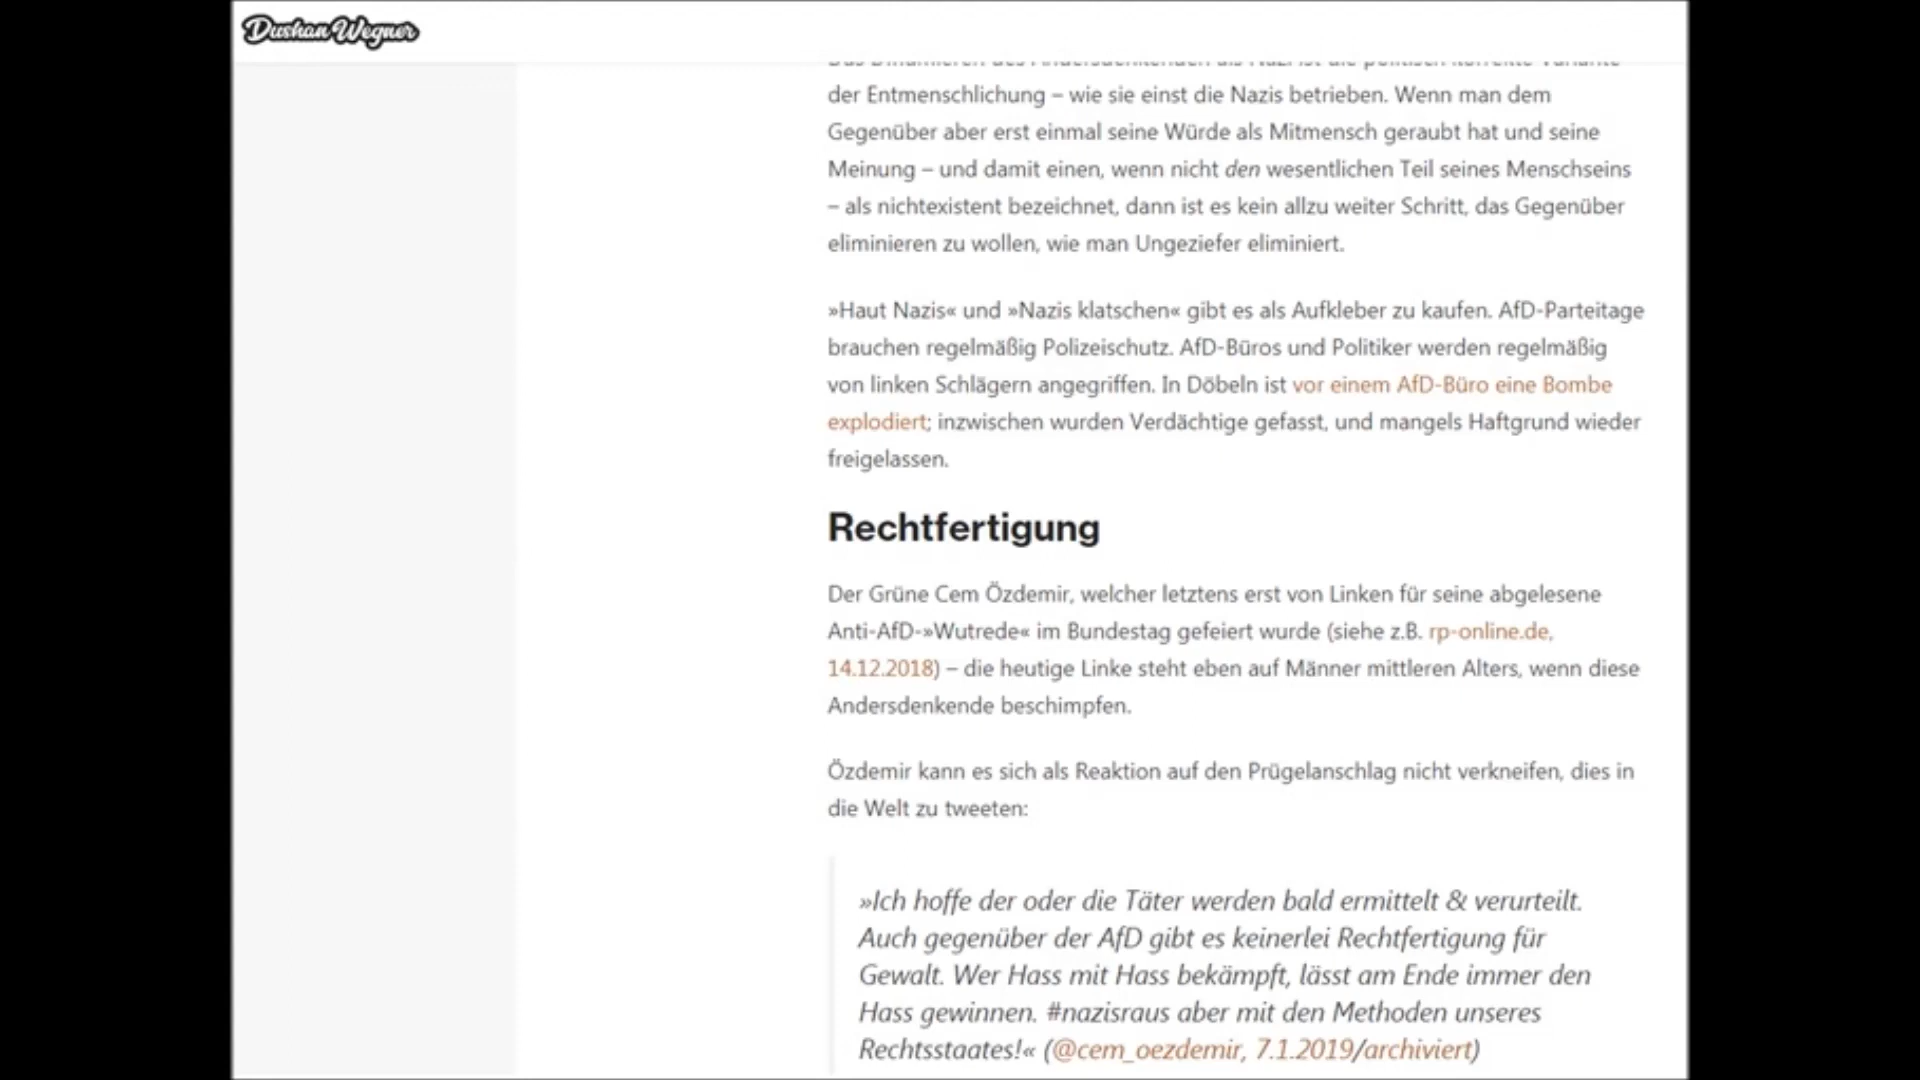 Dushan Wegner
der Entmenschlichung – wie sie einst die Nazis betrieben. Wenn man dem
Gegenüber aber erst einmal seine Würde als Mitmensch geraubt hat und seine
Meinung – und damit einen, wenn nicht den wesentlichen Teil seines Menschseins
– als nichtexistent bezeichnet, dann ist es kein allzu weiter Schritt, das Gegenüber
eliminieren zu wollen, wie man Ungeziefer eliminiert.
»Haut Nazis« und »Nazis klatschen« gibt es als Aufkleber zu kaufen. AfD-Parteitage
brauchen regelmäßig Polizeischutz. AfD-Büros und Politiker werden regelmäßig
von linken Schlägern angegriffen. In Döbeln ist vor einem AfD-Büro eine Bombe
explodiert; inzwischen wurden Verdächtige gefasst, und mangels Haftgrund wieder
freigelassen.
Rechtfertigung
Der Grüne Cem Özdemir, welcher letztens erst von Linken für seine abgelesene
Anti-AfD-»Wutrede« im Bundestag gefeiert wurde (siehe z.B. rp-online.de,
14.12.2018) – die heutige Linke steht eben auf Männer mittleren Alters, wenn diese
Andersdenkende beschimpfen.
Özdemir kann es sich als Reaktion auf den Prügelanschlag nicht verkneifen, dies in
die Welt zu tweeten:
»Ich hoffe der oder die Täter werden bald ermittelt & verurteilt.
Auch gegenüber der AfD gibt es keinerlei Rechtfertigung für
Gewalt. Wer Hass mit Hass bekämpft, lässt am Ende immer den
Hass gewinnen. #nazisraus aber mit den Methoden unseres
Rechtsstaates!« (@cem_oezdemir, 7.1.2019/archiviert)